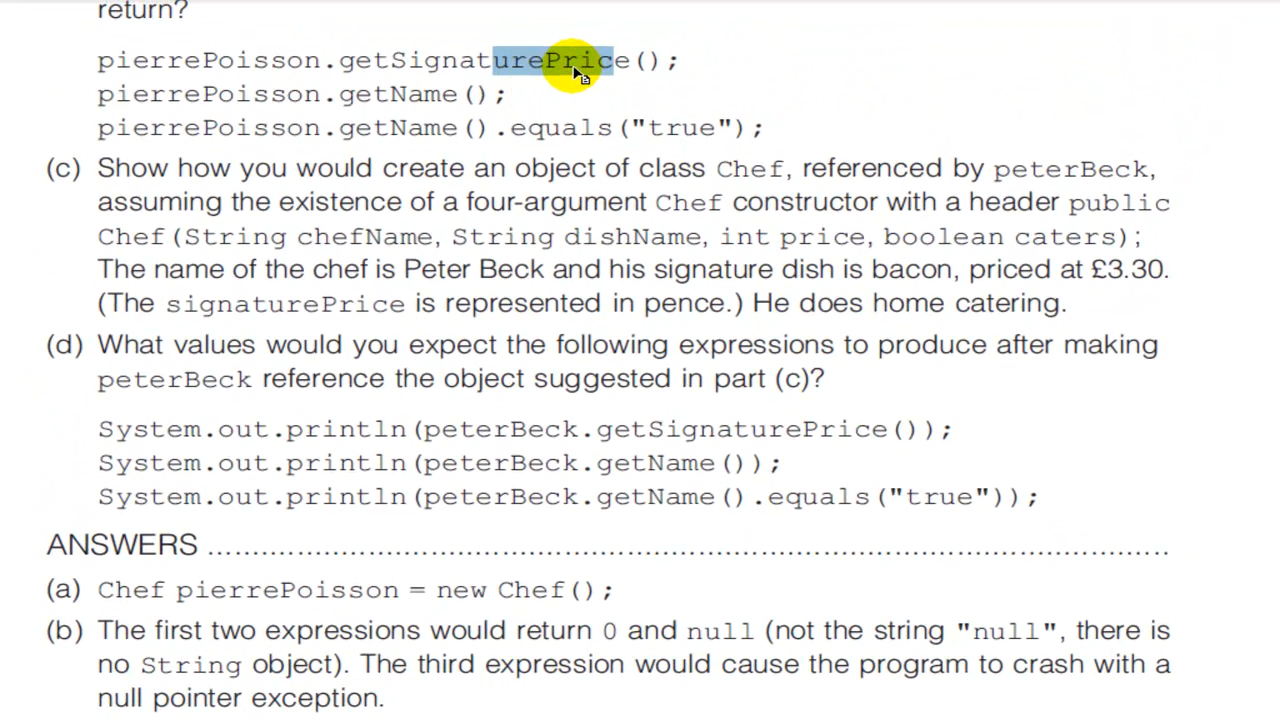 return?
pierrePoisson.getSignaturePrice();
pierrePoisson.getName();
pierrePoisson.getName().equals("true");
(c) Show how you would create an object of class Chef, referenced by peterBeck,
assuming the existence of a four-argument Chef constructor with a header public
Chef(String chefName, String dishName, int price, boolean caters);
The name of the chef is Peter Beck and his signature dish is bacon, priced at £3.30.
(The signaturePrice is represented in pence.) He does home catering.
(d) What values would you expect the following expressions to produce after making
peterBeck reference the object suggested in part (c)?
System.out.println(peterBeck.getSignaturePrice());
System.out.println(peterBeck.getName());
System.out.println(peterBeck.getName().equals("true"));
ANSWERS ................................................................................
(a) Chef pierrePoisson = new Chef();
(b) The first two expressions would return 0 and null (not the string "null", there is
no String object). The third expression would cause the program to crash with a
null pointer exception.